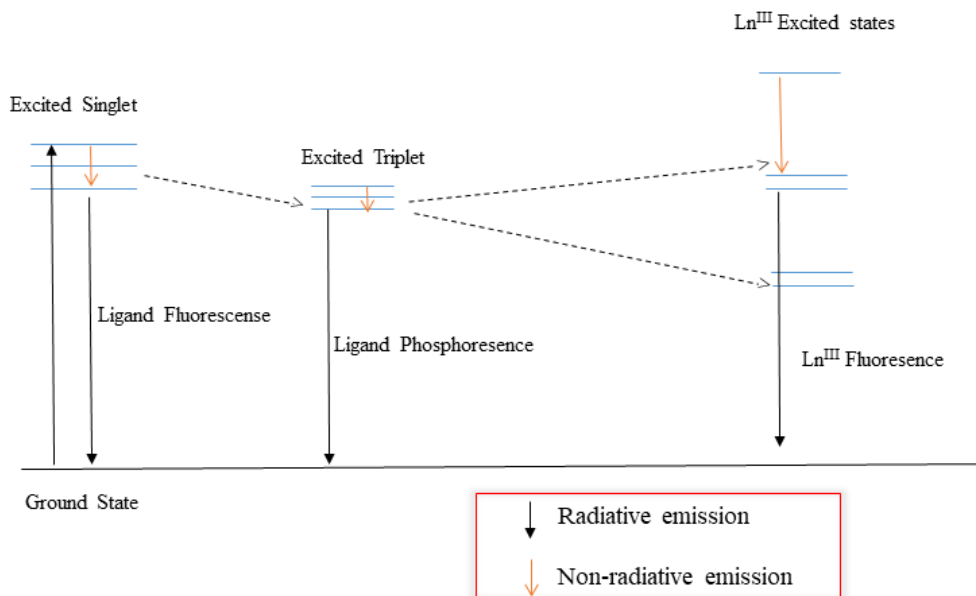 Ln^III Excited states
Excited Singlet
Excited Triplet
Ligand Fluorescense
Ligand Phosphoresence
Ln^III Fluoresence
Ground State
Radiative emission
Non-radiative emission